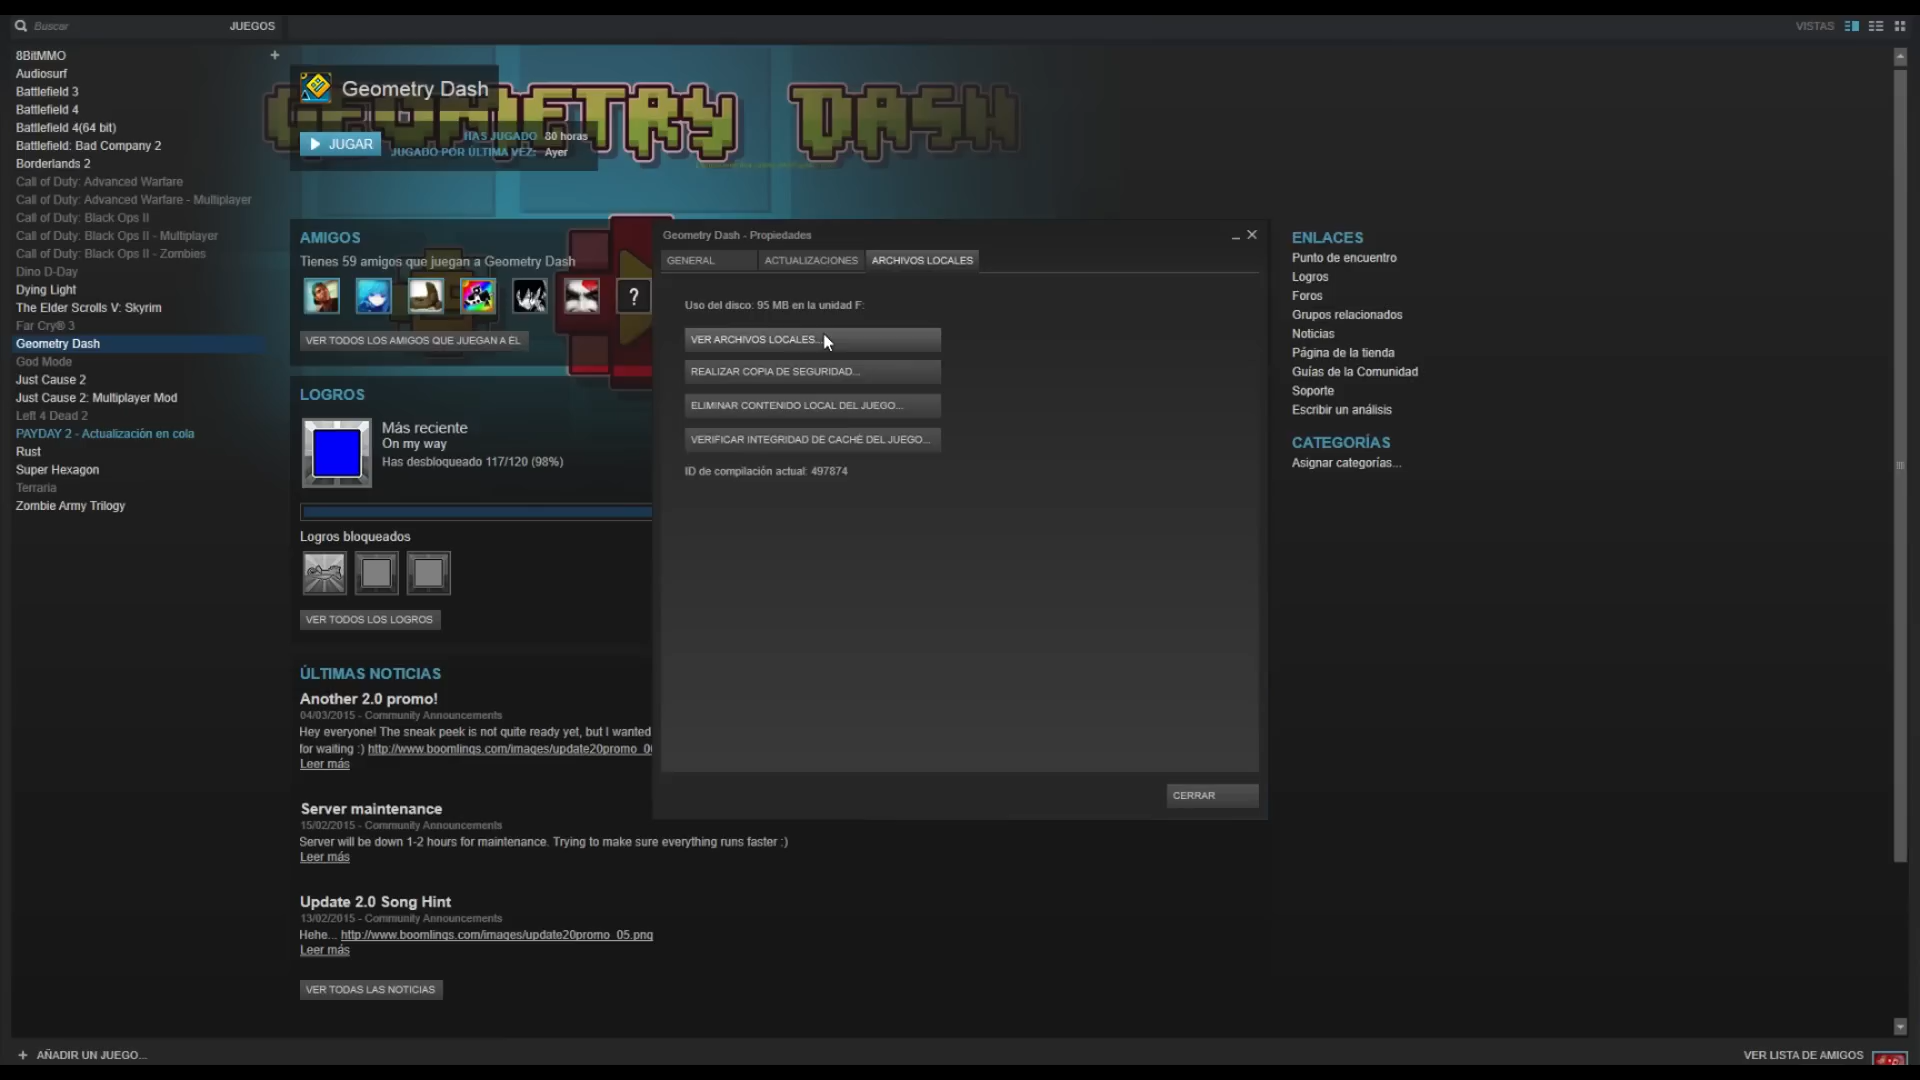 Buscar
JUEGOS
VISTAS
8BitMMO
Audiosurf
Battlefield 3
Battlefield 4
Battlefield 4(64 bit)
Battlefield: Bad Company 2
Borderlands 2
Call of Duty: Advanced Warfare
Call of Duty: Advanced Warfare - Multiplayer
Call of Duty: Black Ops II
Call of Duty: Black Ops II - Multiplayer
Call of Duty: Black Ops II - Zombies
Dino D-Day
Dying Light
The Elder Scrolls V: Skyrim
Far Cry® 3
Geometry Dash
God Mode
Just Cause 2
Just Cause 2: Multiplayer Mod
Left 4 Dead 2
PAYDAY 2 - Actualización en cola
Rust
Super Hexagon
Terraria
Zombie Army Trilogy
GEOMETRY DASH
Geometry Dash
JUGAR
HAS JUGADO 80 horas
JUGADO POR ÚLTIMA VEZ: Ayer
AMIGOS
Tienes 59 amigos que juegan a Geometry Dash
?
VER TODOS LOS AMIGOS QUE JUEGAN A ÉL
LOGROS
Más reciente
On my way
Has desbloqueado 117/120 (98%)
Logros bloqueados
VER TODOS LOS LOGROS
ÚLTIMAS NOTICIAS
Another 2.0 promo!
04/03/2015 - Community Announcements
Hey everyone! The sneak peek is not quite ready yet, but I wanted
for waiting :) http://www.boomlings.com/images/update20promo_0
Leer más
Server maintenance
15/02/2015 - Community Announcements
Server will be down 1-2 hours for maintenance. Trying to make sure everything runs faster :)
Leer más
Update 2.0 Song Hint
13/02/2015 - Community Announcements
Hehe... http://www.boomlings.com/images/update20promo_05.png
Leer más
VER TODAS LAS NOTICIAS
Geometry Dash - Propiedades
GENERAL
ACTUALIZACIONES
ARCHIVOS LOCALES
Uso del disco: 95 MB en la unidad F:
VER ARCHIVOS LOCALES...
REALIZAR COPIA DE SEGURIDAD...
ELIMINAR CONTENIDO LOCAL DEL JUEGO...
VERIFICAR INTEGRIDAD DE CACHÉ DEL JUEGO...
ID de compilación actual: 497874
CERRAR
ENLACES
Punto de encuentro
Logros
Foros
Grupos relacionados
Noticias
Página de la tienda
Guías de la Comunidad
Soporte
Escribir un análisis
CATEGORÍAS
Asignar categorías...
+ AÑADIR UN JUEGO...
VER LISTA DE AMIGOS